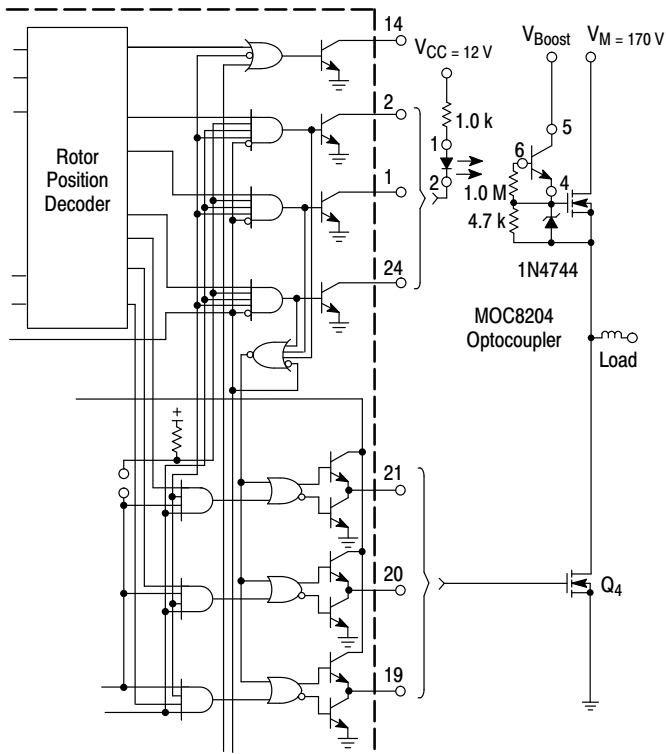 14
V_CC = 12 V
V_Boost
V_M = 170 V
2
1.0 k
1
5
6
Rotor
Position
Decoder
1
2
1.0 M
4
4.7 k
24
1N4744
MOC8204
Optocoupler
Load
+
21
20
Q4
19